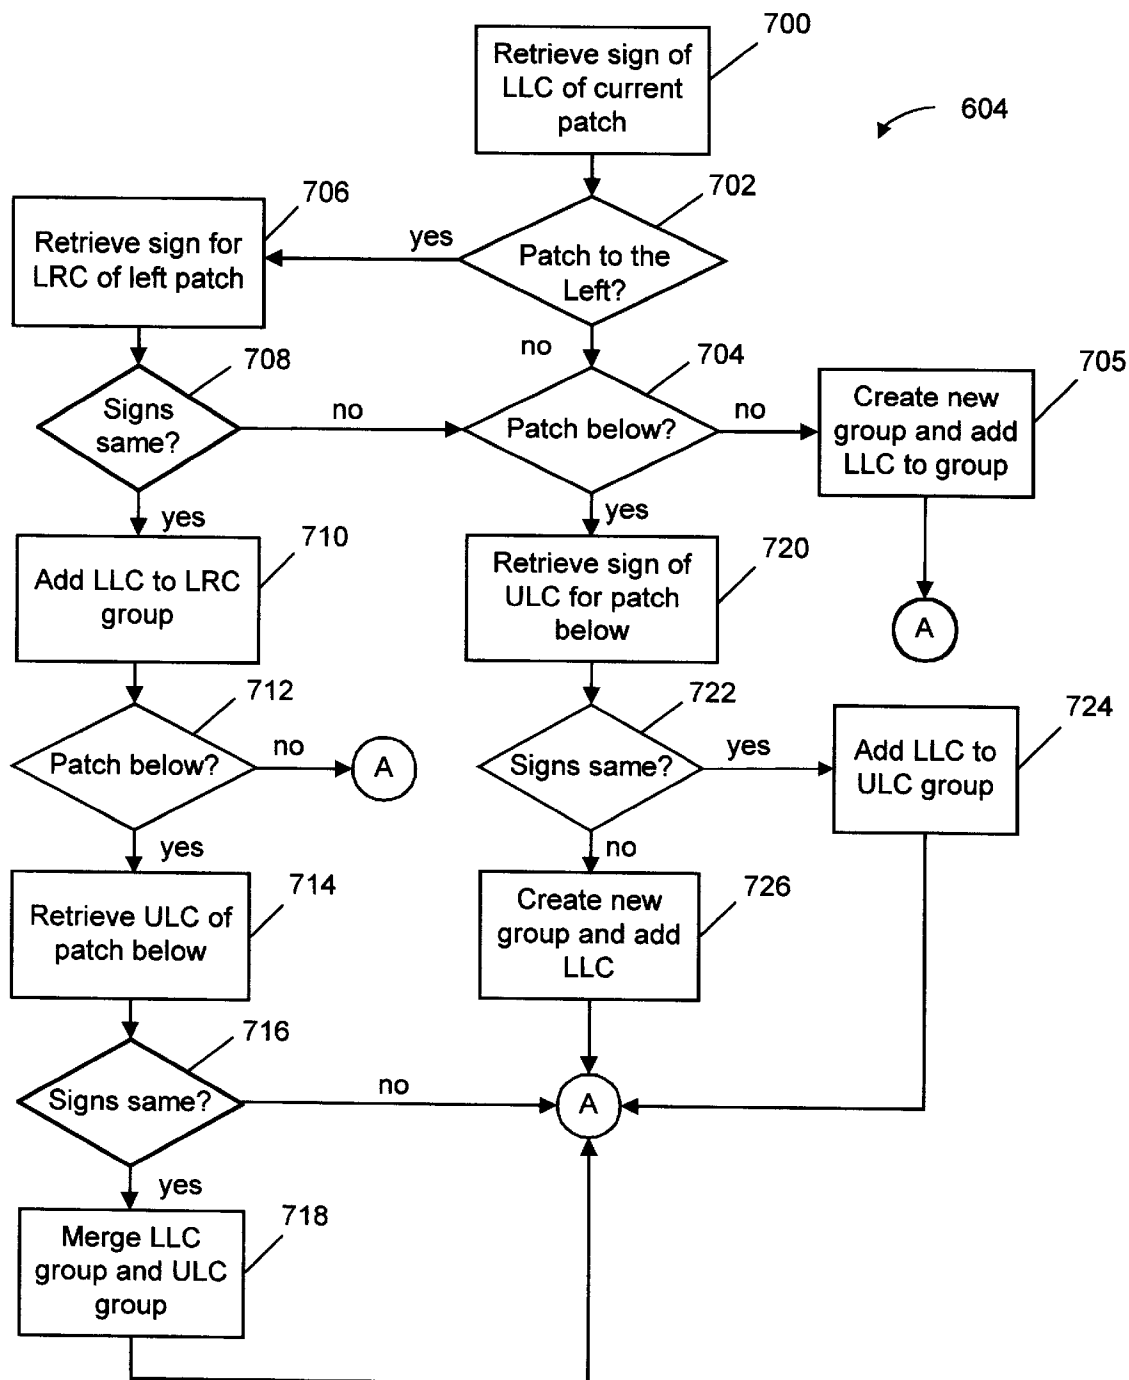 700
Retrieve sign of
LLC of current
patch
604
702
Patch to the
Left?
yes
706
Retrieve sign for
LRC of left patch
no
708
Signs
same?
no
704
Patch below?
no
705
Create new
group and add
LLC to group
A
yes
710
Add LLC to LRC
group
yes
720
Retrieve sign of
ULC for patch
below
712
Patch below?
no
A
722
Signs same?
yes
724
Add LLC to
ULC group
yes
714
Retrieve ULC of
patch below
no
726
Create new
group and add
LLC
716
Signs same?
no
A
yes
718
Merge LLC
group and ULC
group